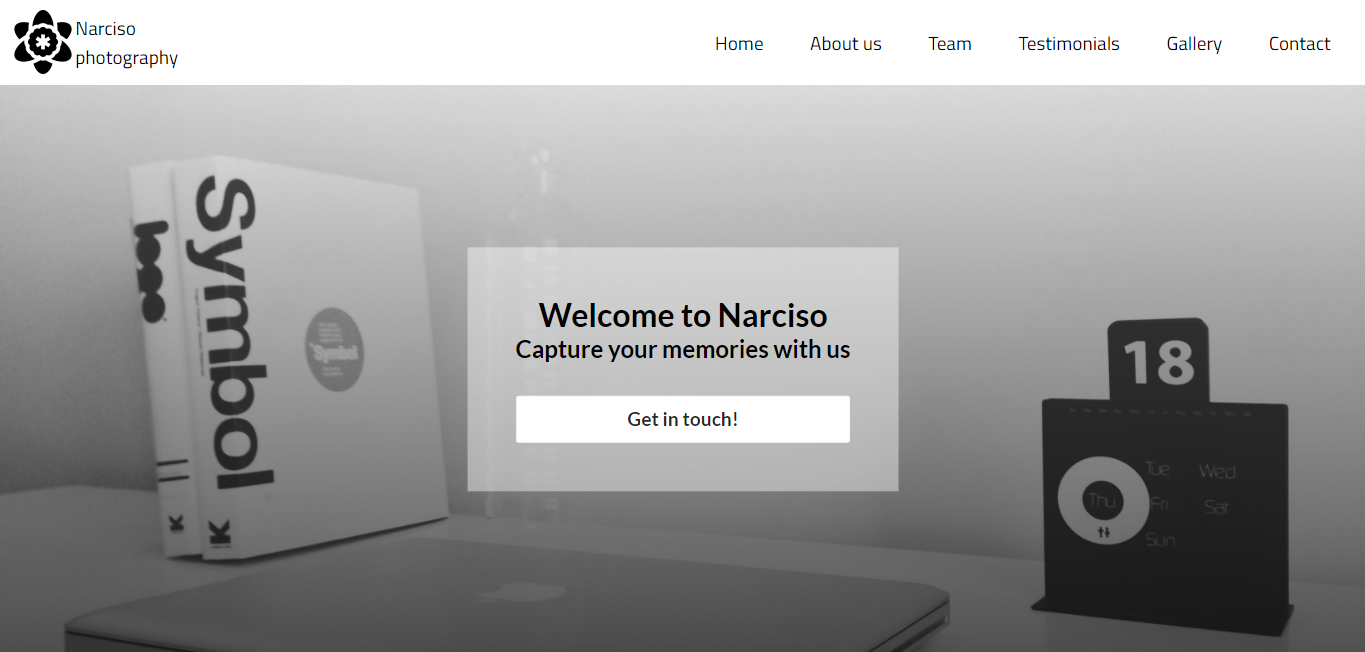 Narciso
photography
Home
About us
Team
Testimonials
Gallery
Contact
logo
Symbol
Symbol
K
K
Welcome to Narciso
Capture your memories with us
Get in touch!
18
Tue Wed
Thu Fri Sat
Sun